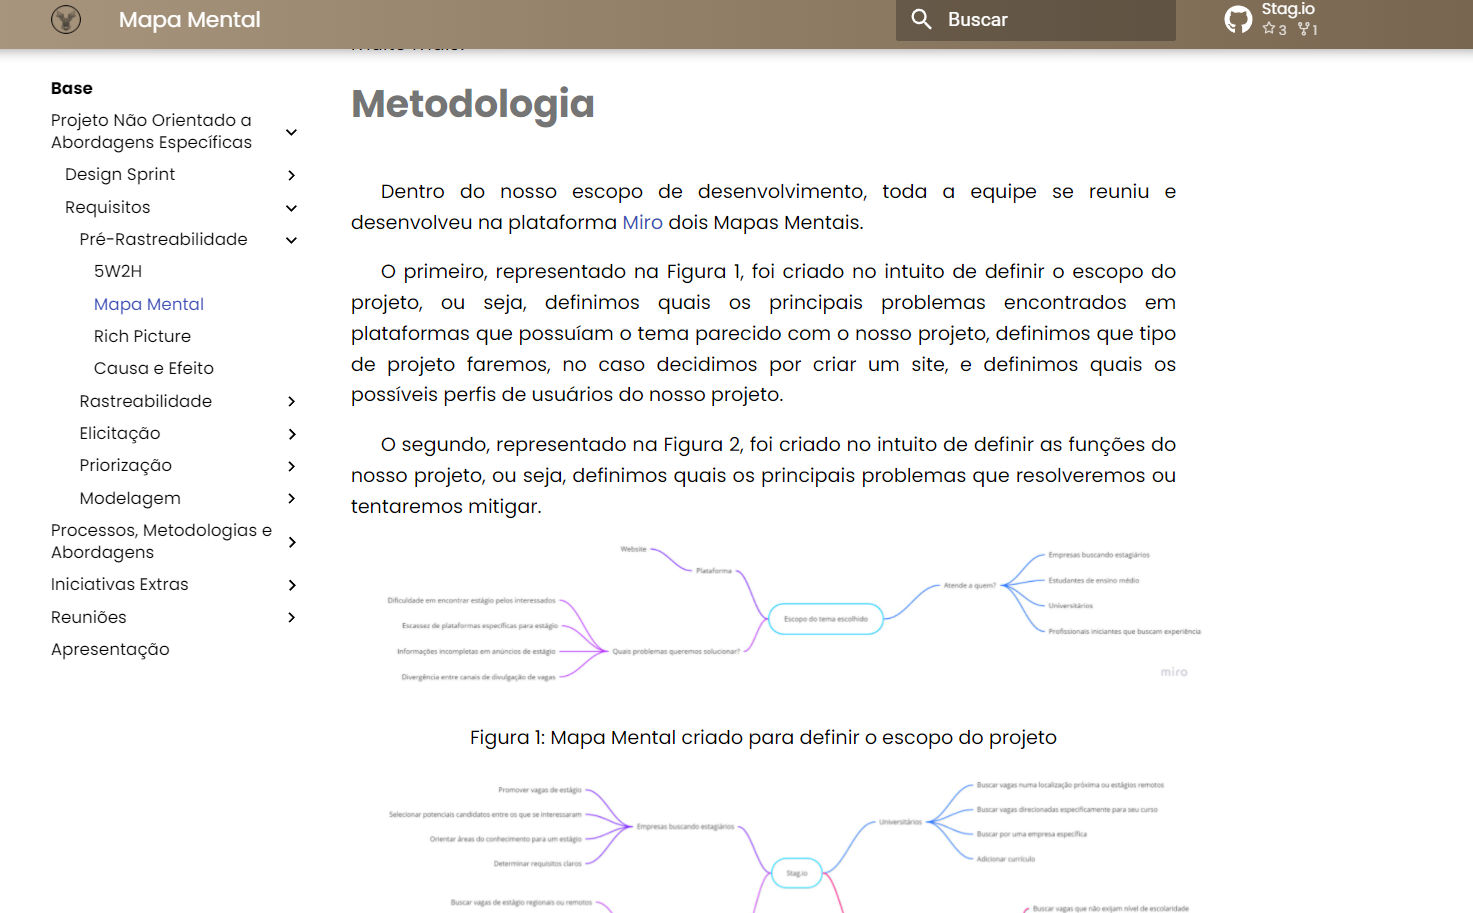 Mapa Mental
Buscar
Stag.io
3 1
Base
Projeto Não Orientado a
Abordagens Específicas
Design Sprint
Requisitos
Pré-Rastreabilidade
5W2H
Mapa Mental
Rich Picture
Causa e Efeito
Rastreabilidade
Elicitação
Priorização
Modelagem
Processos, Metodologias e
Abordagens
Iniciativas Extras
Reuniões
Apresentação
Metodologia
Dentro do nosso escopo de desenvolvimento, toda a equipe se reuniu e
desenvolveu na plataforma Miro dois Mapas Mentais.
O primeiro, representado na Figura 1, foi criado no intuito de definir o escopo do
projeto, ou seja, definimos quais os principais problemas encontrados em
plataformas que possuíam o tema parecido com o nosso projeto, definimos que tipo
de projeto faremos, no caso decidimos por criar um site, e definimos quais os
possíveis perfis de usuários do nosso projeto.
O segundo, representado na Figura 2, foi criado no intuito de definir as funções do
nosso projeto, ou seja, definimos quais os principais problemas que resolveremos ou
tentaremos mitigar.
Website
Plataforma
Dificuldade em encontrar estágio pelos interessados
Escassez de plataformas específicas para estágio
Informações incompletas em anúncios de estágio
Divergência entre canais de divulgação de vagas
Quais problemas queremos solucionar?
Escopo do tema escolhido
Atende a quem?
Empresas buscando estagiários
Estudantes de ensino médio
Universitários
Profissionais iniciantes que buscam experiência
miro
Figura 1: Mapa Mental criado para definir o escopo do projeto
Promover vagas de estágio
Selecionar potenciais candidatos entre os que se interessaram
Orientar áreas do conhecimento para um estágio
Determinar requisitos claros
Empresas buscando estagiários
Stag.io
Universitários
Buscar vagas numa localização próxima ou estágios remotos
Buscar vagas direcionadas especificamente para seu curso
Buscar por uma empresa específica
Adicionar currículo
Buscar vagas de estágio regionais ou remotos
Buscar vagas que não exijam nível de escolaridade